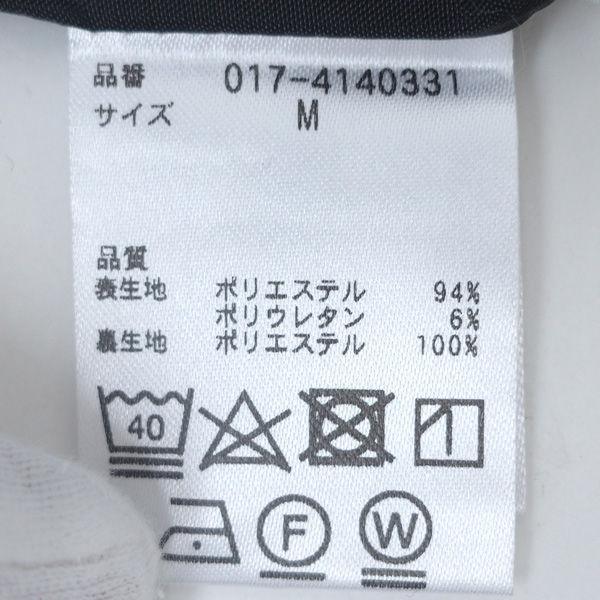 品番 017-4140331
サイズ M
品質
表生地 ポリエステル 94%
ポリウレタン 6%
裏生地 ポリエステル 100%
40
F W